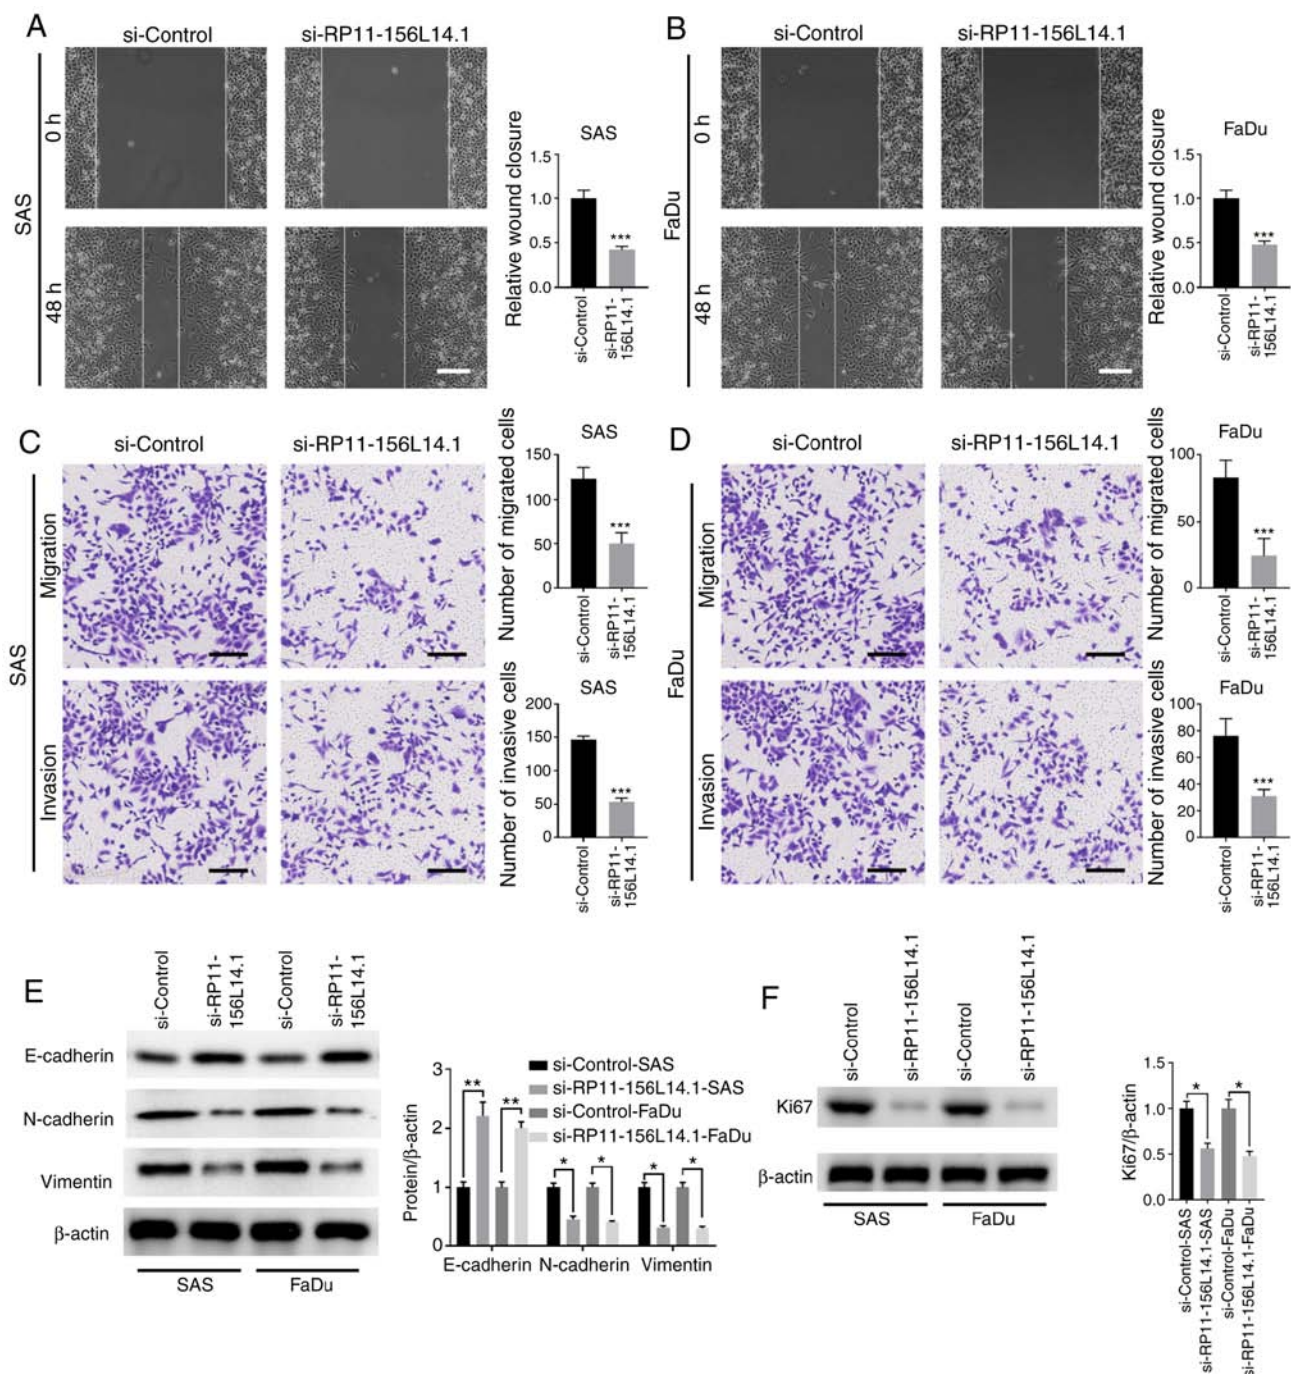 A
si-Control
si-RP11-156L14.1
SAS
0 h
48 h
Relative wound closure
SAS
1.5
1.0
0.5
0.0
***
si-Control
si-RP11-
156L14.1
B
si-Control
si-RP11-156L14.1
FaDu
0 h
48 h
Relative wound closure
FaDu
1.5
1.0
0.5
0.0
***
si-Control
si-RP11-
156L14.1
C
si-Control
si-RP11-156L14.1
SAS
Migration
Invasion
Number of migrated cells
SAS
150
100
50
0
***
si-Control
si-RP11-
156L14.1
Number of invasive cells
SAS
200
150
100
50
0
***
si-Control
si-RP11-
156L14.1
D
si-Control
si-RP11-156L14.1
FaDu
Migration
Invasion
Number of migrated cells
FaDu
100
50
0
***
si-Control
si-RP11-
156L14.1
Number of invasive cells
FaDu
100
80
60
40
20
0
***
si-Control
si-RP11-
156L14.1
E
si-Control
si-RP11-
156L14.1
si-Control
si-RP11-
156L14.1
E-cadherin
N-cadherin
Vimentin
β-actin
SAS
FaDu
Protein/β-actin
3
2
1
0
si-Control-SAS
si-RP11-156L14.1-SAS
si-Control-FaDu
si-RP11-156L14.1-FaDu
**
**
*
*
*
*
E-cadherin
N-cadherin
Vimentin
F
si-Control
si-RP11-156L14.1
si-Control
si-RP11-156L14.1
Ki67
β-actin
SAS
FaDu
Ki67/β-actin
1.5
1.0
0.5
0.0
*
*
si-Control-SAS
si-RP11-156L14.1-SAS
si-Control-FaDu
si-RP11-156L14.1-FaDu